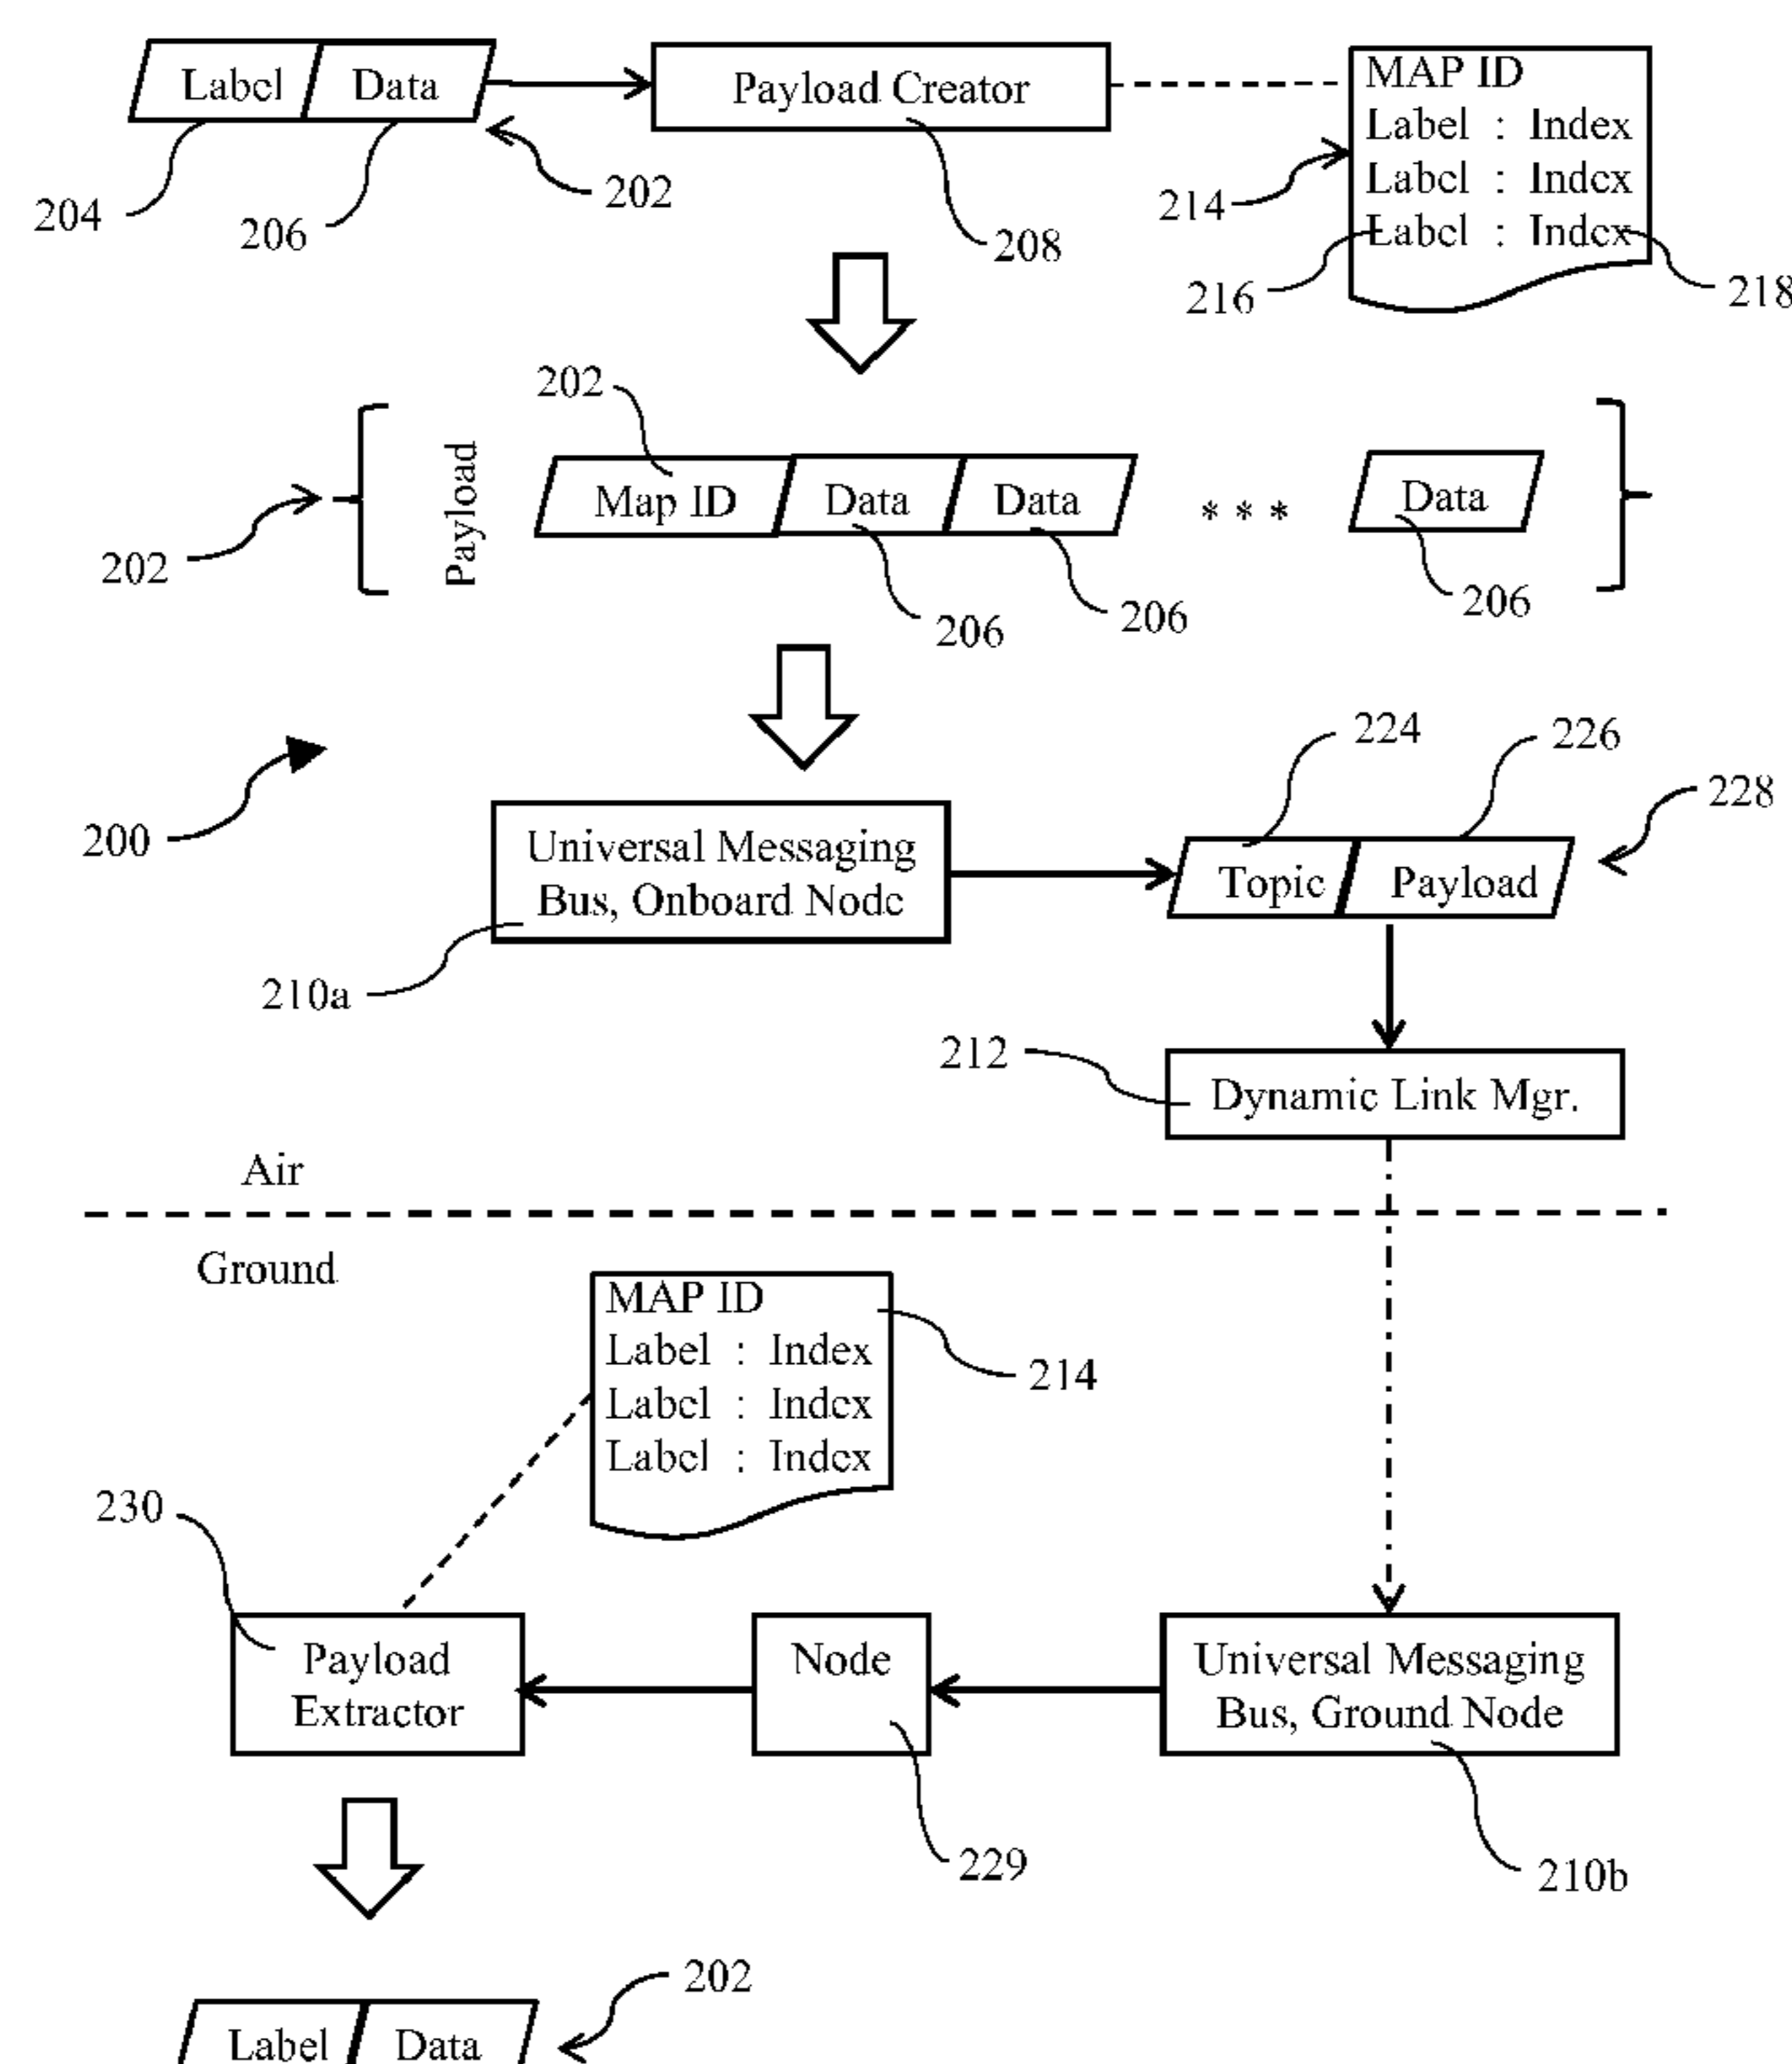 Label Data
Payload Creator
MAP ID
Label : Index
Label : Index
Label : Index
204
206
202
208
214
216
218
202
202
Payload
Map ID Data Data * * * Data
206
206
206
200
224
226
228
Universal Messaging
Bus, Onboard Node
Topic Payload
210a
212
Dynamic Link Mgr.
Air
Ground
MAP ID
Label : Index
Label : Index
Label : Index
214
230
Payload
Extractor
Node
Universal Messaging
Bus, Ground Node
229
210b
202
Label Data